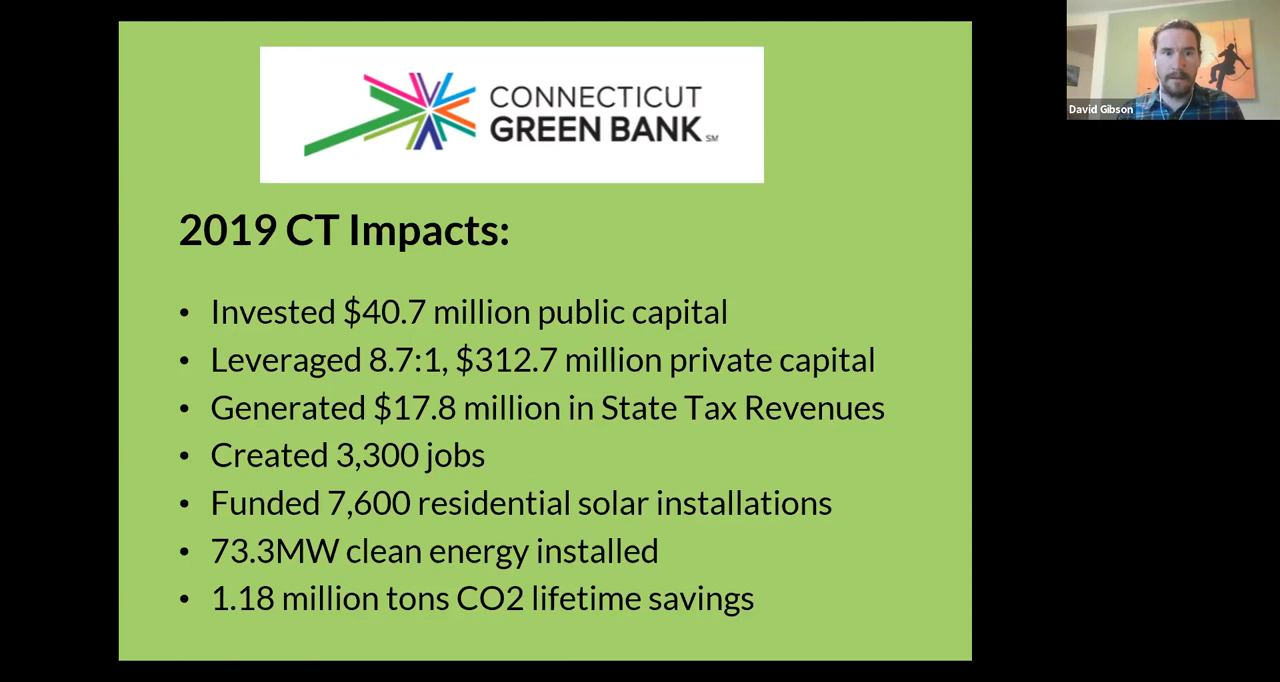 CONNECTICUT
GREEN BANK SM
2019 CT Impacts:
• Invested $40.7 million public capital
• Leveraged 8.7:1, $312.7 million private capital
• Generated $17.8 million in State Tax Revenues
• Created 3,300 jobs
• Funded 7,600 residential solar installations
• 73.3MW clean energy installed
• 1.18 million tons CO2 lifetime savings
David Gibson